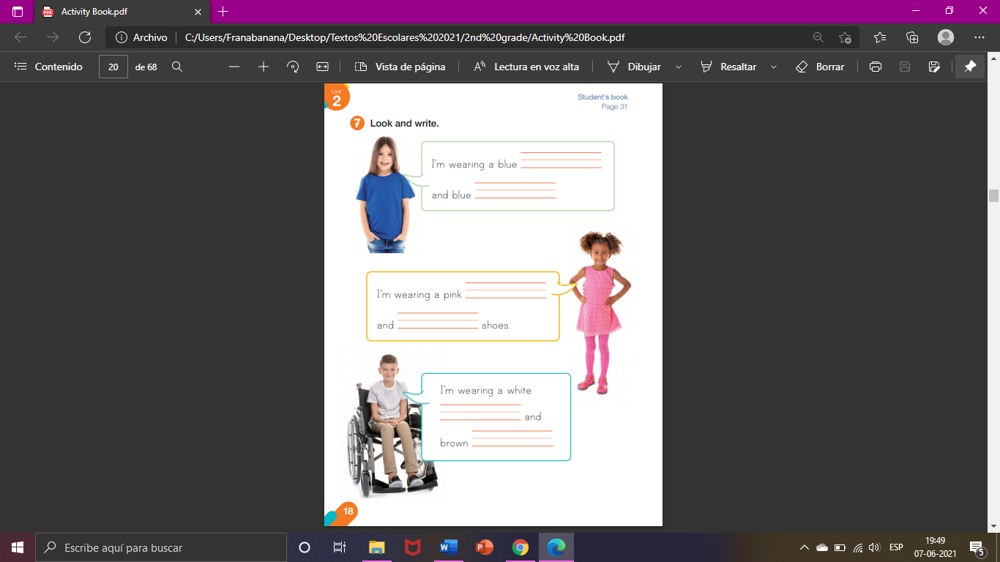 Activity Book.pdf
Archivo C:/Users/Franabanana/Desktop/Textos%20Escolares%202021/2nd%20grade/Activity%20Book.pdf
Contenido 20 de 68 Vista de página Lectura en voz alta Dibujar Resaltar Borrar
Unit
2
Student's book
Page 31
7 Look and write.
I'm wearing a blue
and blue
I'm wearing a pink
and shoes.
I'm wearing a white
and
brown
18
Escribe aquí para buscar
ESP
19:49
07-06-2021
5